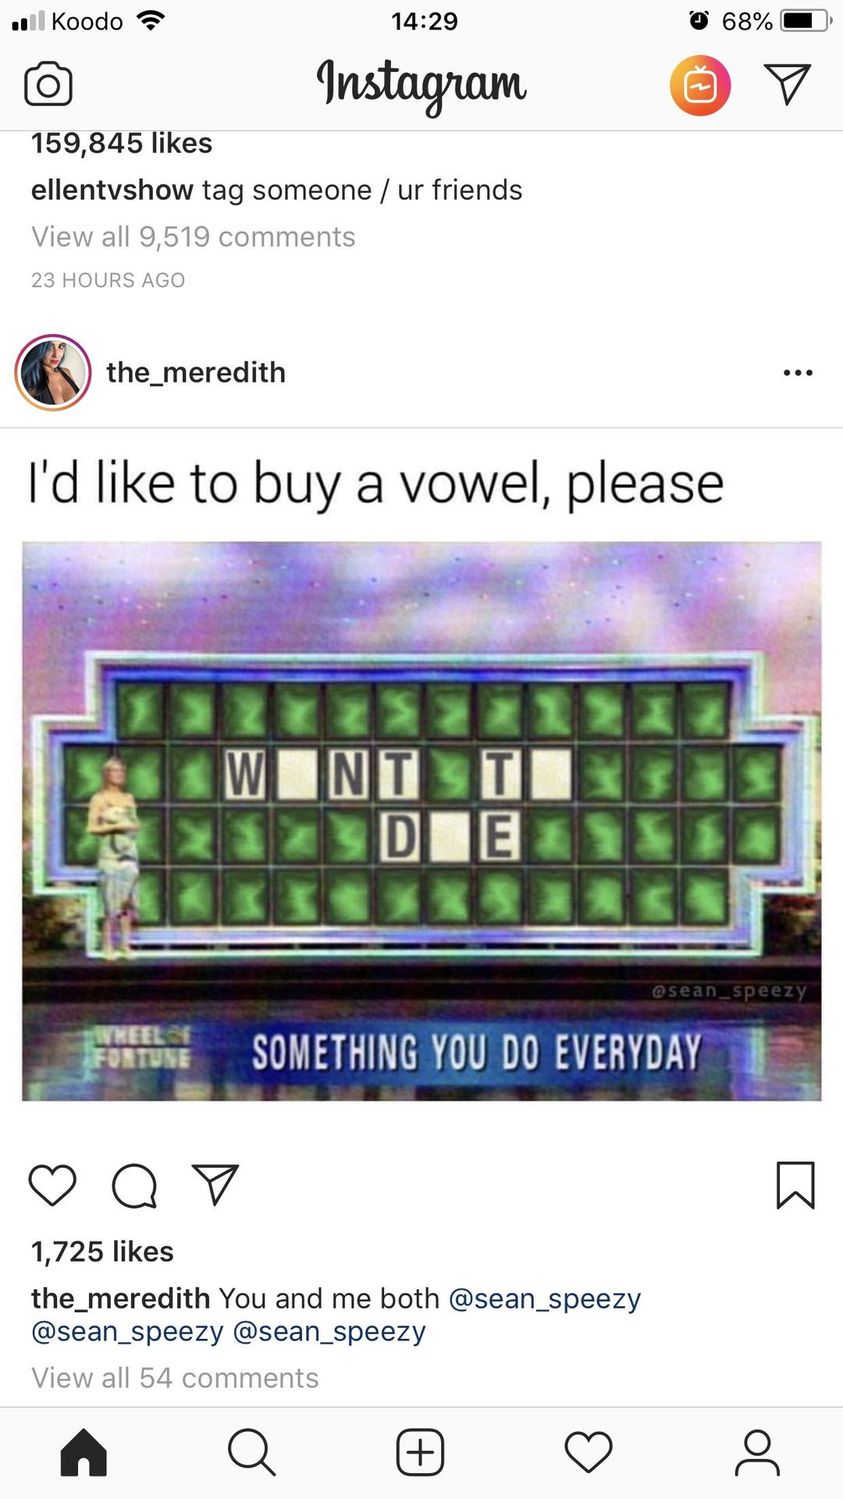 Koodo 14:29 68%
Instagram
159,845 likes
ellentvshow tag someone / ur friends
View all 9,519 comments
23 HOURS AGO
the_meredith
I'd like to buy a vowel, please
W NT T
D E
@sean_speezy
WHEEL OF
FORTUNE
SOMETHING YOU DO EVERYDAY
1,725 likes
the_meredith You and me both @sean_speezy
@sean_speezy @sean_speezy
View all 54 comments